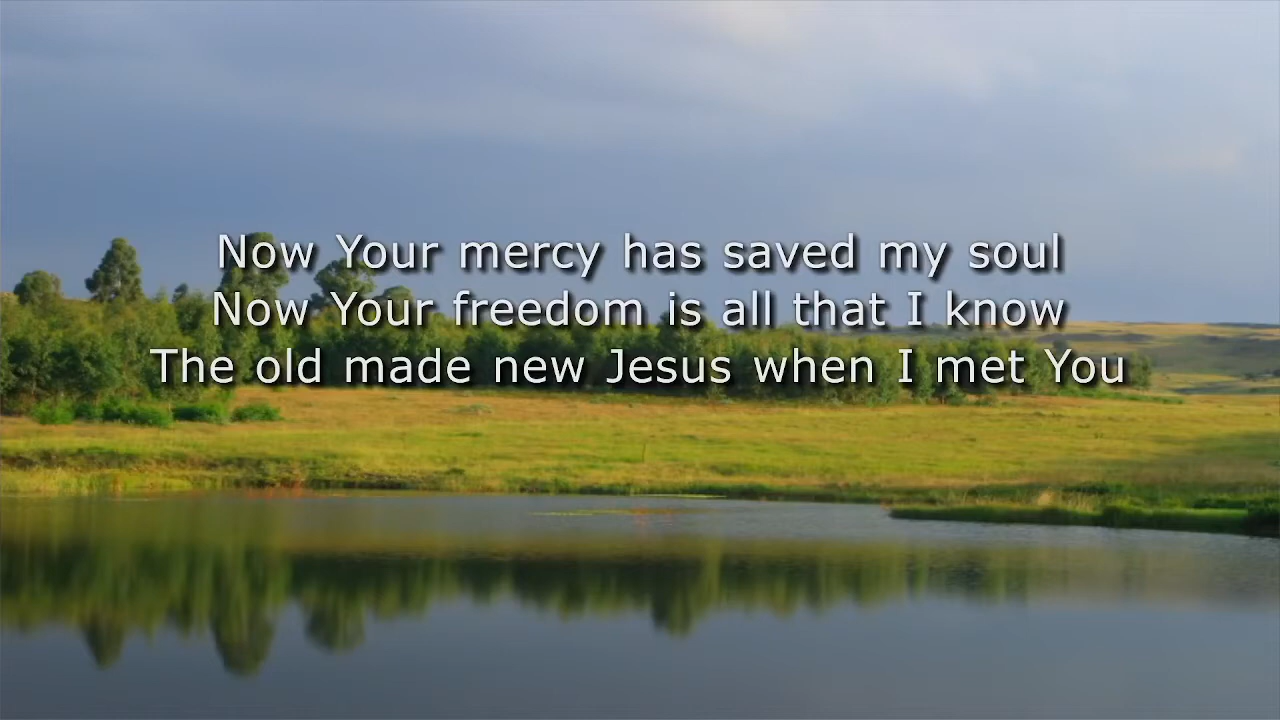 Now Your mercy has saved my soul
Now Your freedom is all that I know
The old made new Jesus when I met You